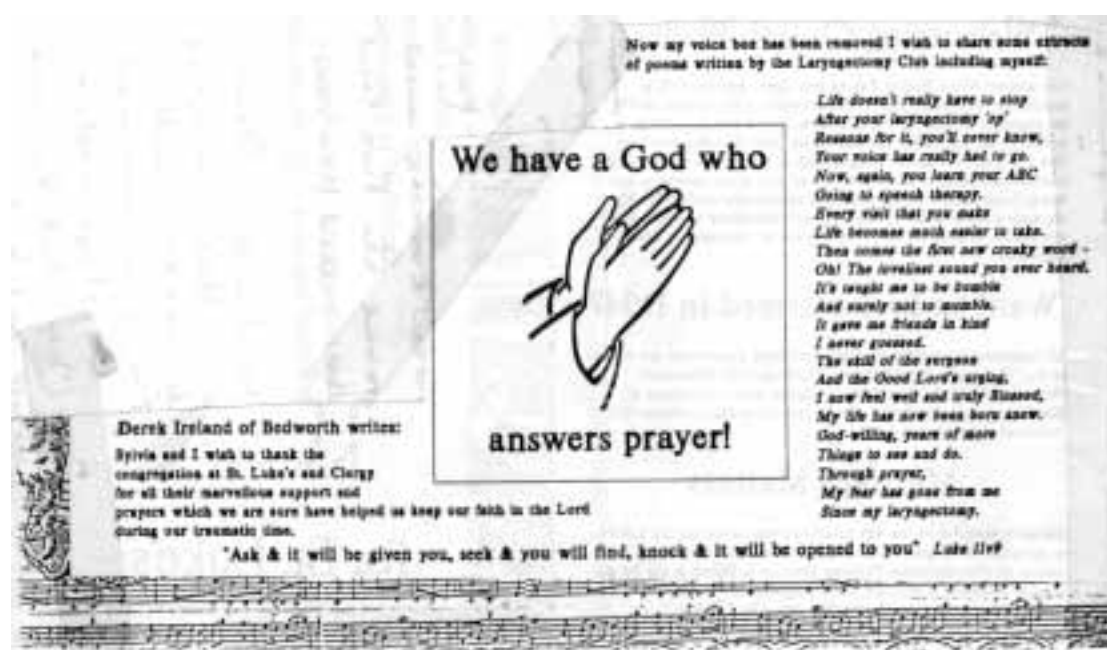 Now my voice box has been removed I wish to share some extracts
of poems written by the Laryngectomy Club including myself:
Life doesn't really have to stop
After your laryngectomy 'op'
Reasons for it, you'll never know,
Your voice has really had to go.
Now, again, you learn your ABC
Going to speech therapy.
Every visit that you make
Life becomes much easier to take.
Then comes the first new croaky word -
Oh! The loveliest sound you ever heard.
It's taught me to be humble
And surely not to mumble.
It gave me friends in kind
I never guessed.
The skill of the surgeon
And the Good Lord's urging,
I now feel well and truly Blessed,
My life has now been born anew.
God-willing, years of more
Things to see and do.
Through prayer,
My fear has gone from me
Since my laryngectomy.
We have a God who
answers prayer!
Derek Ireland of Bedworth writes:
Sylvia and I wish to thank the
congregation at St. Luke's and Clergy
for all their marvellous support and
prayers which we are sure have helped us keep our faith in the Lord
during our traumatic time.
"Ask & it will be given you, seek & you will find, knock & it will be opened to you" Luke 11v9